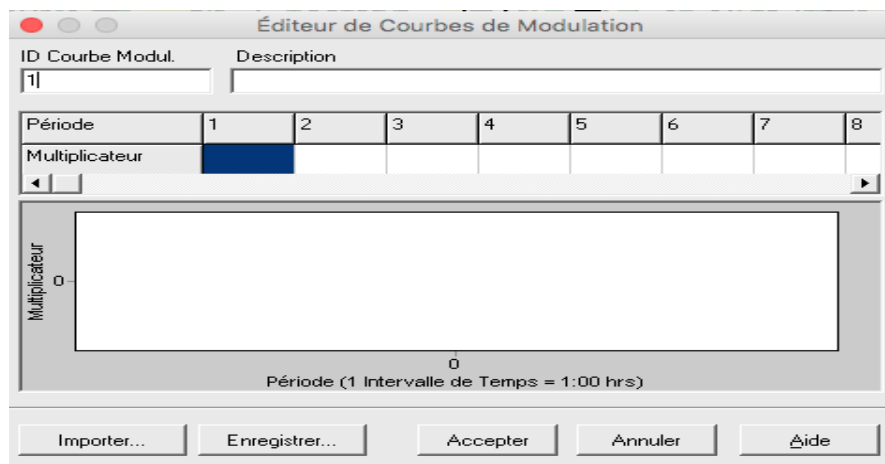 Éditeur de Courbes de Modulation
ID Courbe Modul. Description
1
Période 1 2 3 4 5 6 7 8
Multiplicateur
Multiplicateur
0
0
Période (1 Intervalle de Temps = 1:00 hrs)
Importer... Enregistrer... Accepter Annuler Aide